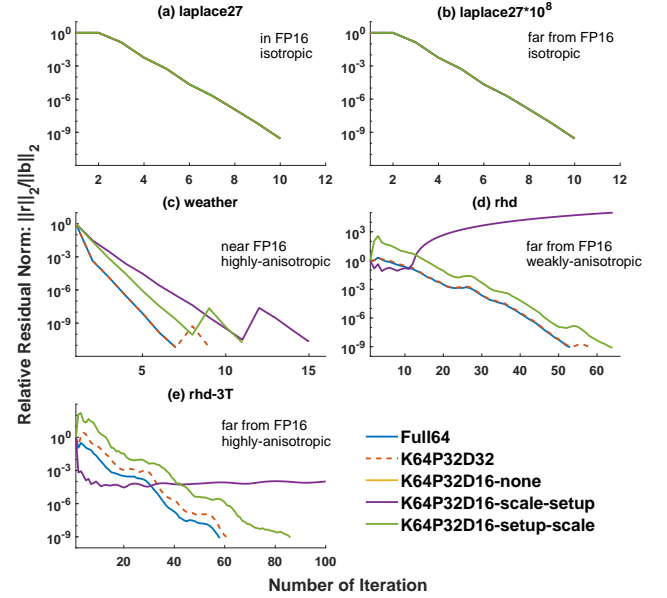 (a) laplace27
in FP16
isotropic
10^0
10^-3
10^-6
10^-9
2 4 6 8 10 12
(b) laplace27*10^8
far from FP16
isotropic
10^0
10^-3
10^-6
10^-9
2 4 6 8 10 12
Relative Residual Norm: ||r||_2/||b||_2
(c) weather
near FP16
highly-anisotropic
10^0
10^-3
10^-6
10^-9
5 10 15
(d) rhd
far from FP16
weakly-anisotropic
10^3
10^0
10^-3
10^-6
10^-9
10 20 30 40 50 60
(e) rhd-3T
far from FP16
highly-anisotropic
10^0
10^-3
10^-6
10^-9
20 40 60 80 100
Full64
K64P32D32
K64P32D16-none
K64P32D16-scale-setup
K64P32D16-setup-scale
Number of Iteration